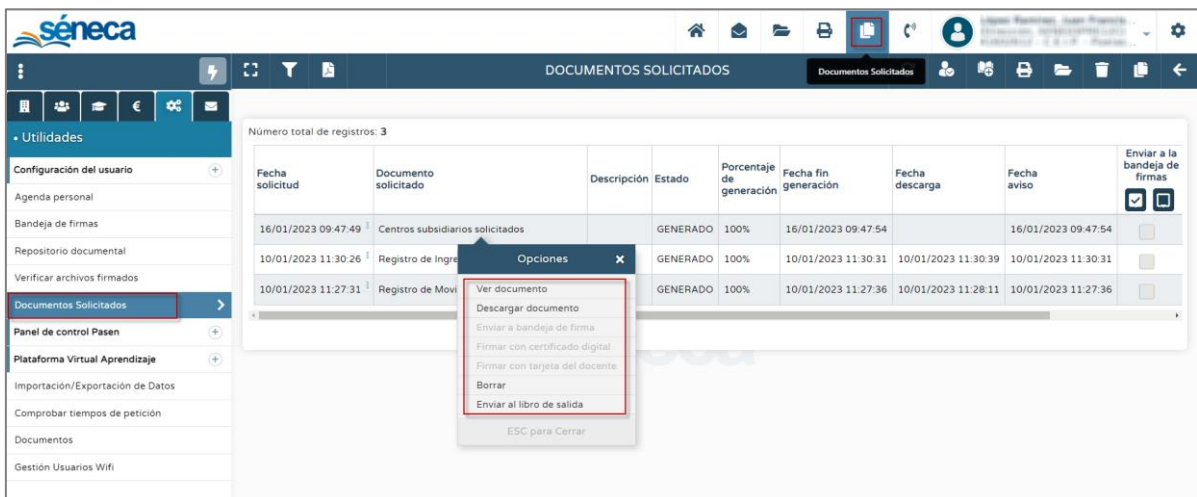 séneca
DOCUMENTOS SOLICITADOS
Documentos Solicitados
€
• Utilidades
Configuración del usuario
Agenda personal
Bandeja de firmas
Repositorio documental
Verificar archivos firmados
Documentos Solicitados
Panel de control Pasen
Plataforma Virtual Aprendizaje
Importación/Exportación de Datos
Comprobar tiempos de petición
Documentos
Gestión Usuarios Wifi
Número total de registros: 3
Fecha solicitud Documento solicitado Descripción Estado Porcentaje de generación Fecha fin generación Fecha descarga Fecha aviso Enviar a la bandeja de firmas
16/01/2023 09:47:49 Centros subsidiarios solicitados GENERADO 100% 16/01/2023 09:47:54 16/01/2023 09:47:54
10/01/2023 11:30:26 Registro de Ingre GENERADO 100% 10/01/2023 11:30:31 10/01/2023 11:30:39 10/01/2023 11:30:31
10/01/2023 11:27:31 Registro de Movi GENERADO 100% 10/01/2023 11:27:36 10/01/2023 11:28:11 10/01/2023 11:27:36
Opciones
Ver documento
Descargar documento
Enviar a bandeja de firma
Firmar con certificado digital
Firmar con tarjeta del docente
Borrar
Enviar al libro de salida
ESC para Cerrar